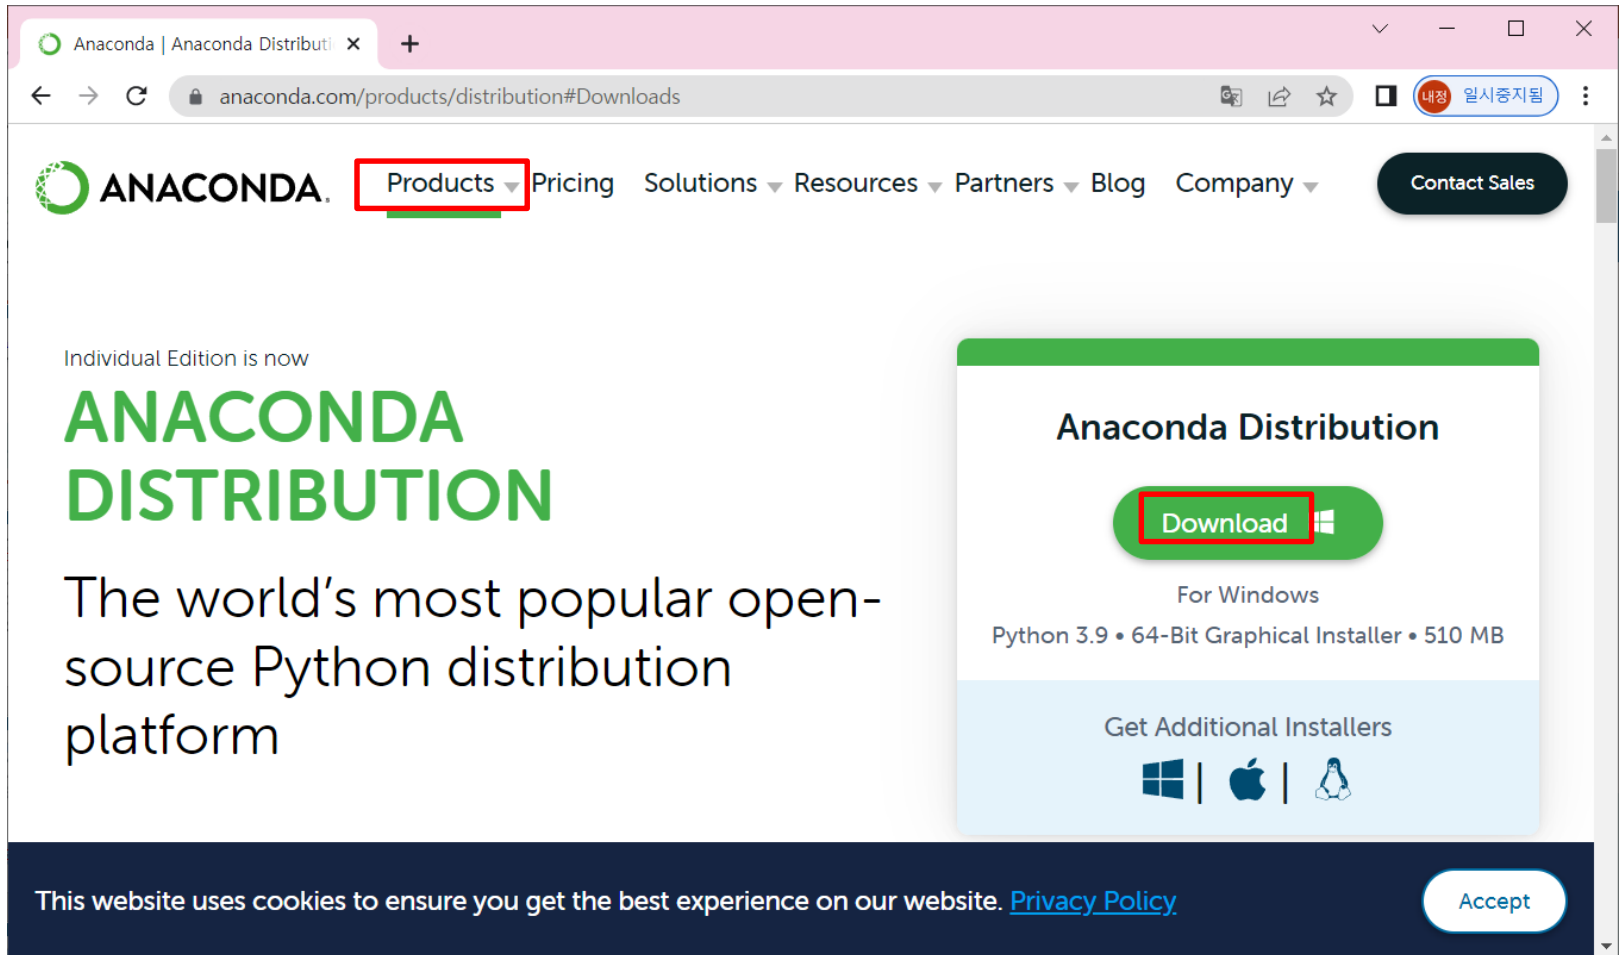 Anaconda | Anaconda Distributi
anaconda.com/products/distribution#Downloads
내정 일시중지됨
ANACONDA.
Products Pricing Solutions Resources Partners Blog Company
Contact Sales
Individual Edition is now
ANACONDA
DISTRIBUTION
The world's most popular open-
source Python distribution
platform
Anaconda Distribution
Download
For Windows
Python 3.9 • 64-Bit Graphical Installer • 510 MB
Get Additional Installers
This website uses cookies to ensure you get the best experience on our website. Privacy Policy
Accept